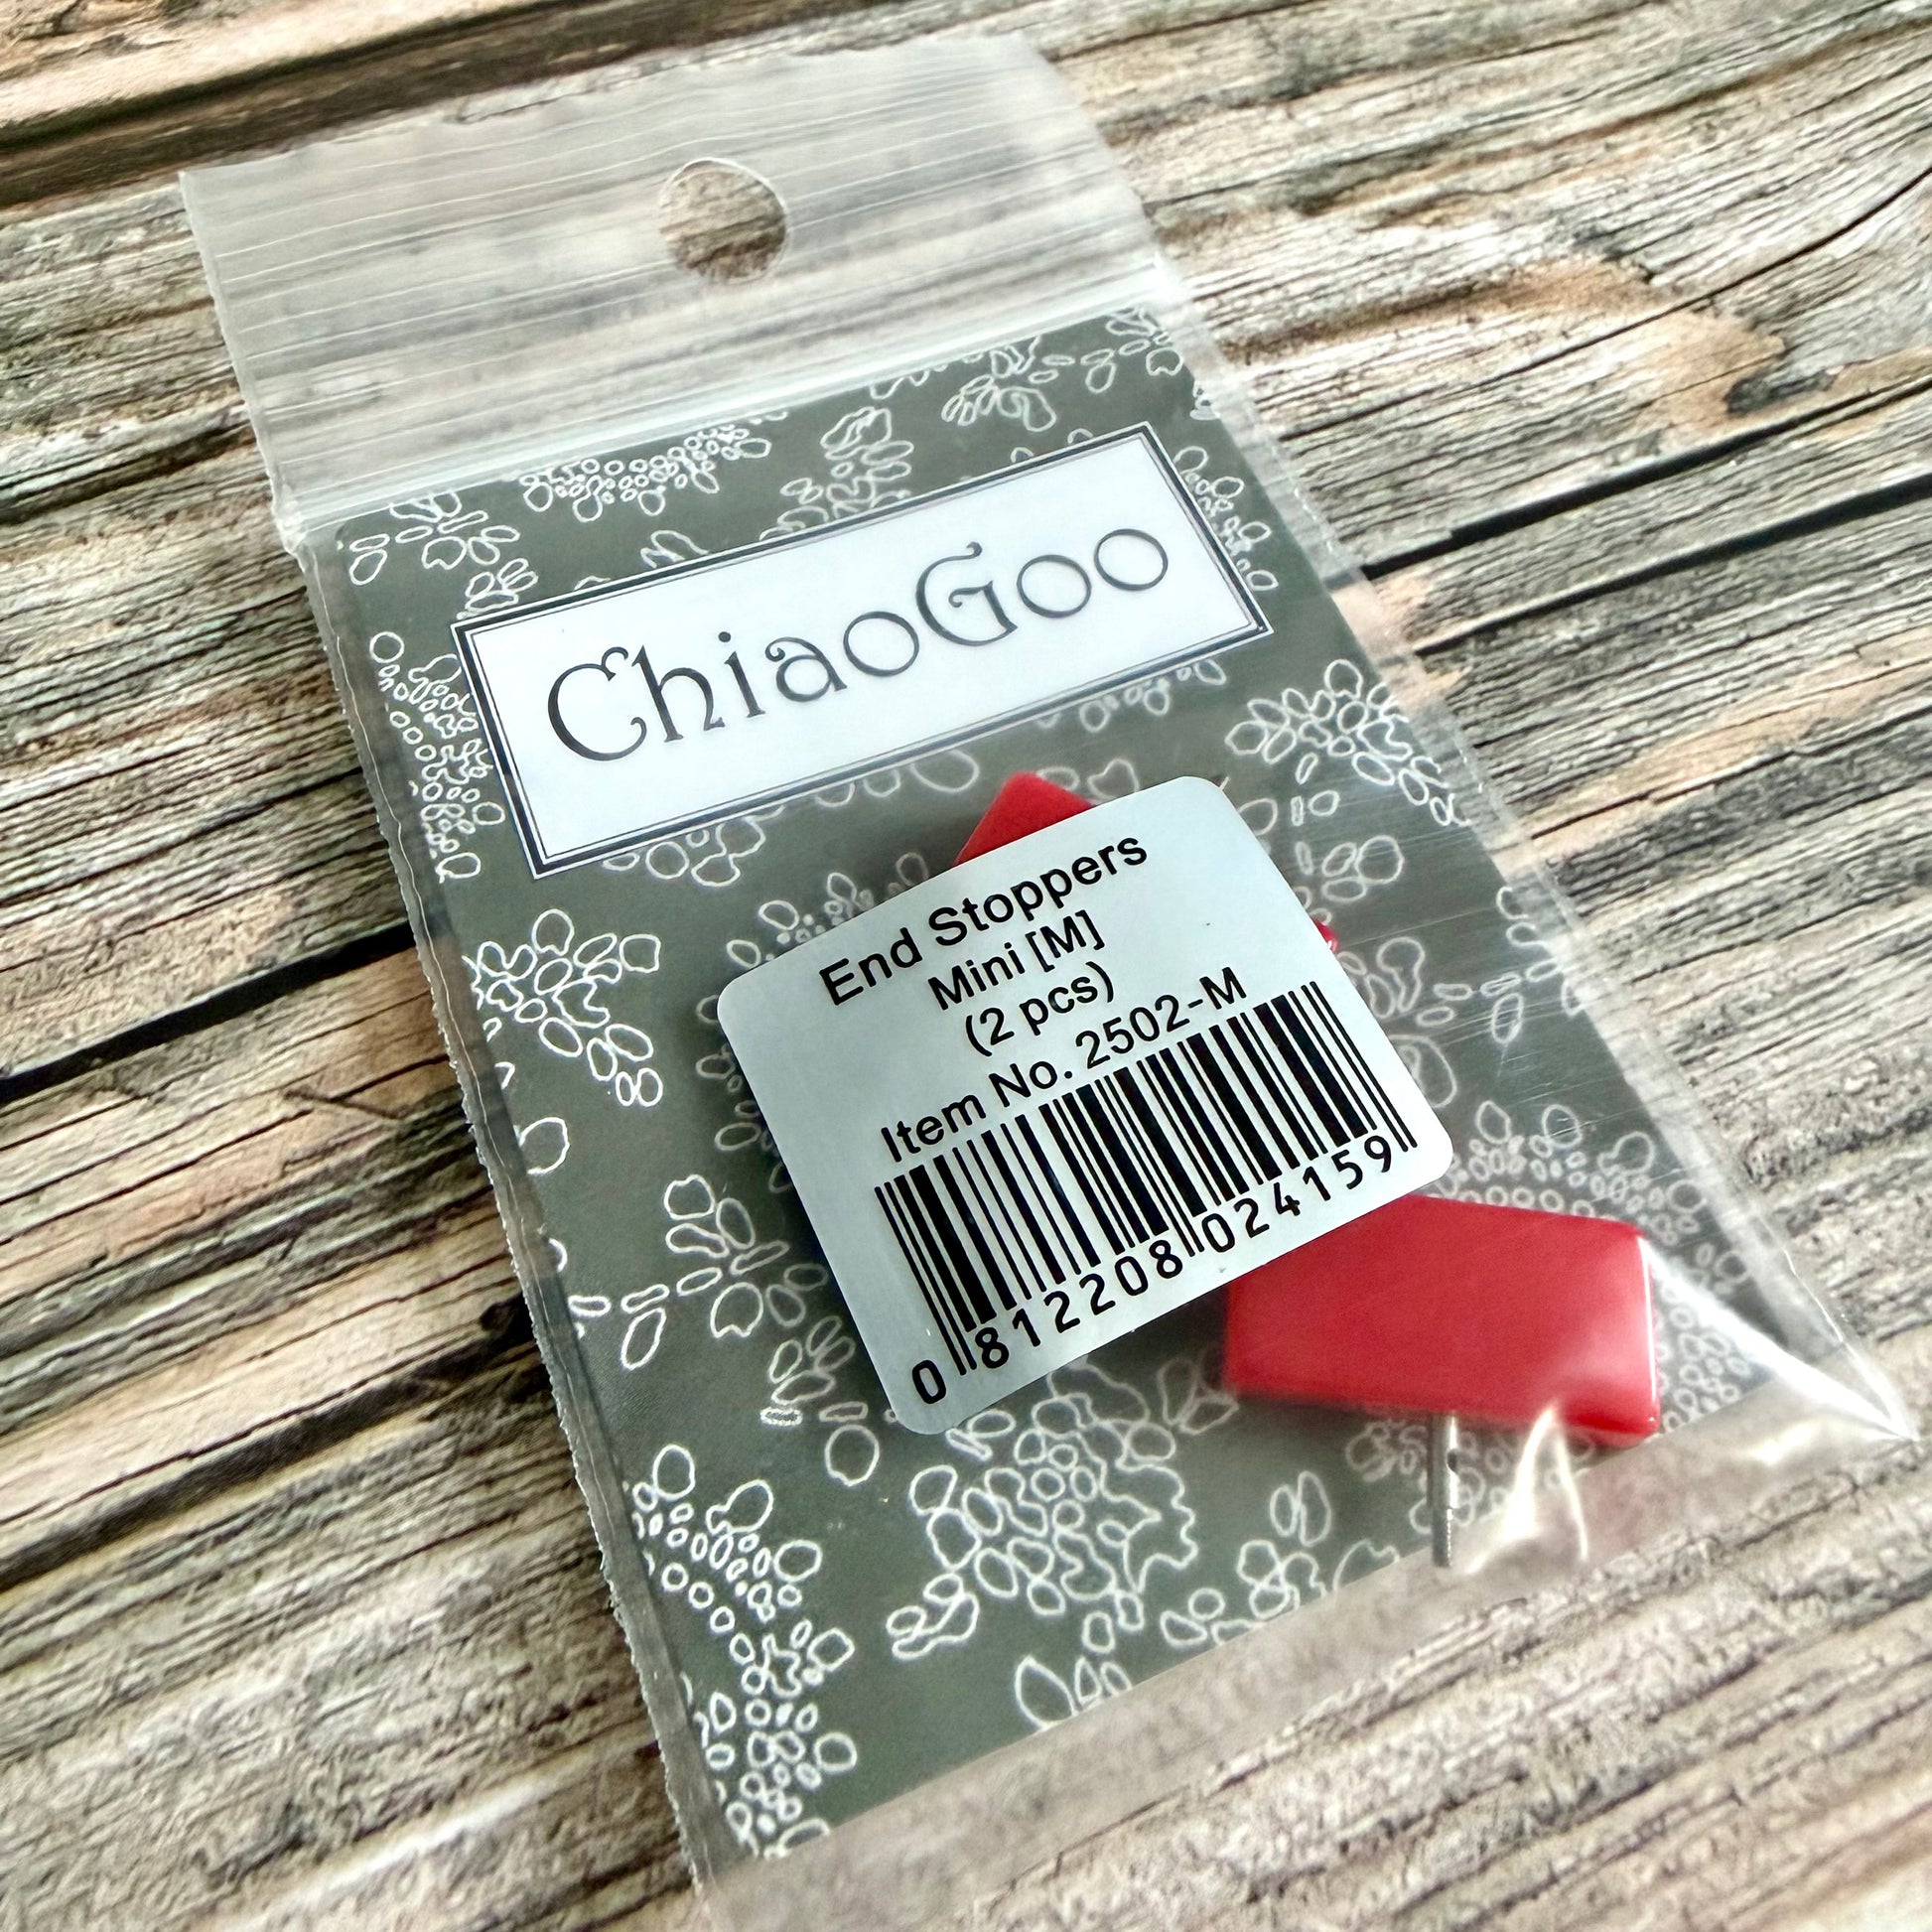 ChiaoGoo
End Stoppers
Mini [M]
(2 pcs)
Item No. 2502-M
0 812208 024159